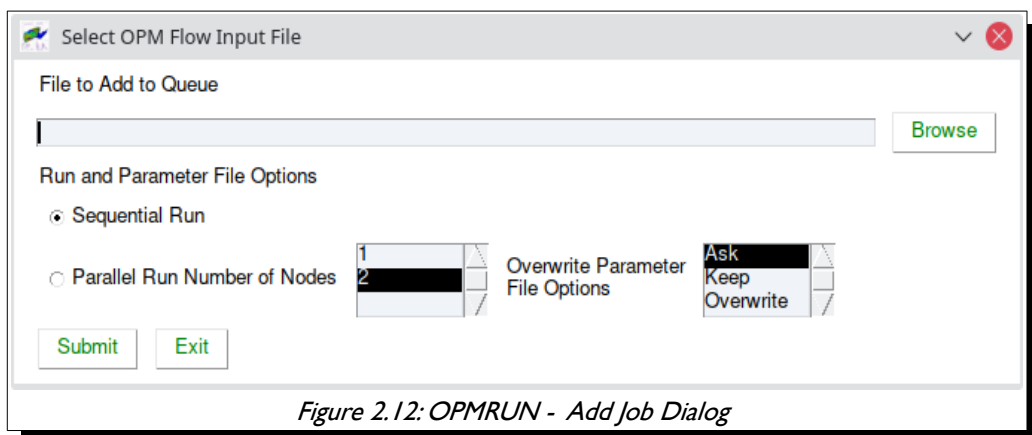 Select OPM Flow Input File
File to Add to Queue
Browse
Run and Parameter File Options
Sequential Run
Parallel Run Number of Nodes
1
2
Overwrite Parameter
File Options
Ask
Keep
Overwrite
Submit Exit
Figure 2.12: OPMRUN - Add Job Dialog